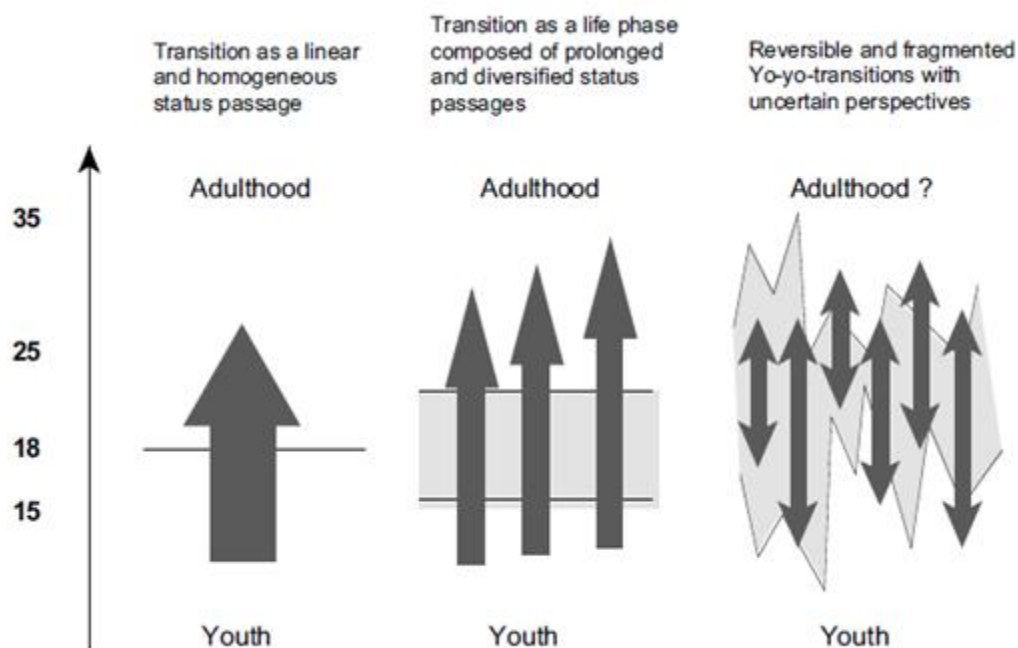 Transition as a linear
and homogeneous
status passage
Transition as a life phase
composed of prolonged
and diversified status
passages
Reversible and fragmented
Yo-yo-transitions with
uncertain perspectives
Adulthood
Adulthood
Adulthood ?
35
25
18
15
Youth
Youth
Youth